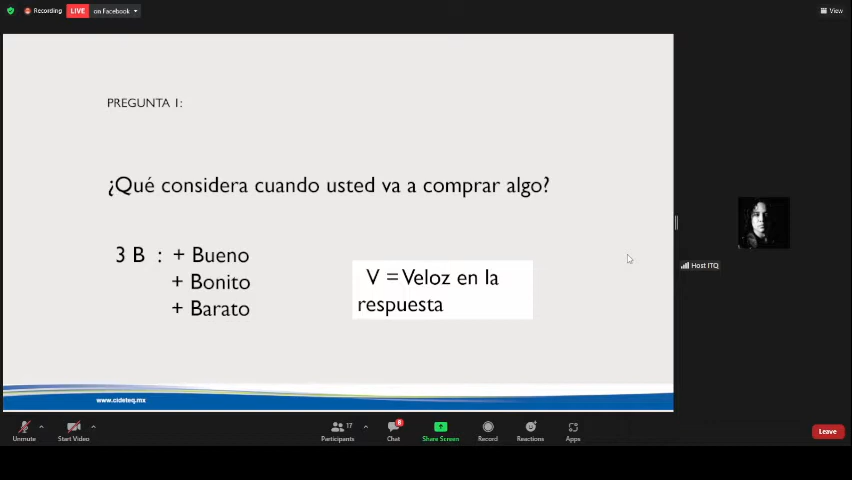 Recording
LIVE
on Facebook
View
PREGUNTA 1:
¿Qué considera cuando usted va a comprar algo?
3 B : + Bueno
+ Bonito
+ Barato
V = Veloz en la
respuesta
Host ITQ
www.cideteq.mx
Unmute
Start Video
17
Participants
8
Chat
Share Screen
Record
Reactions
Apps
Leave